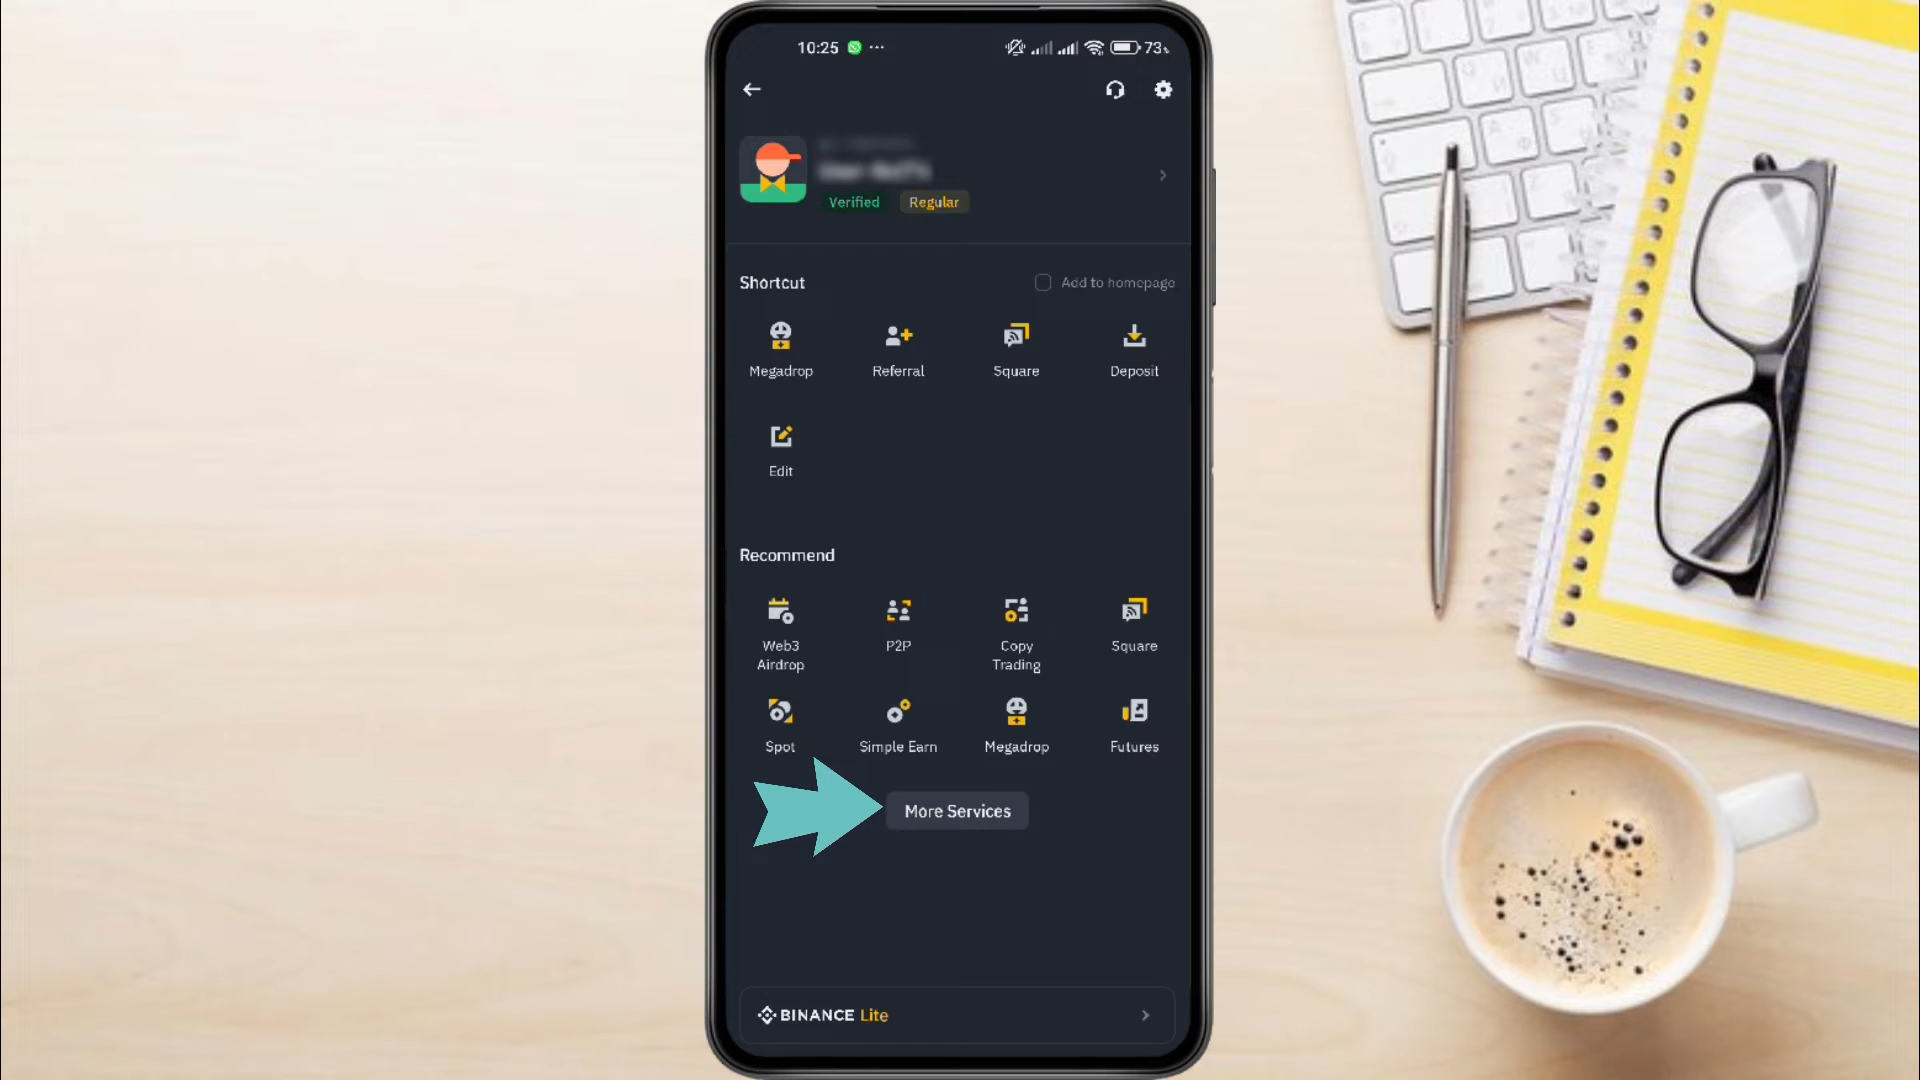 10:25
73%
Verified Regular
Shortcut Add to homepage
Megadrop Referral Square Deposit
Edit
Recommend
Web3 Airdrop P2P Copy Trading Square
Spot Simple Earn Megadrop Futures
More Services
BINANCE Lite